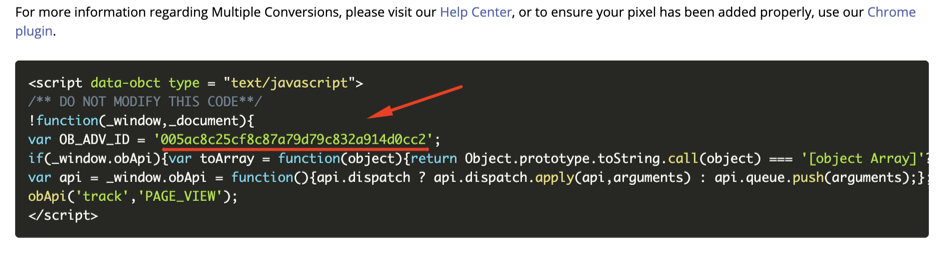 For more information regarding Multiple Conversions, please visit our Help Center, or to ensure your pixel has been added properly, use our Chrome
plugin.
<script data-obct type = "text/javascript">
/** DO NOT MODIFY THIS CODE**/
!function(_window,_document){
var OB_ADV_ID = '005ac8c25cf8c87a79d79c832a914d0cc2';
if(_window.obApi){var toArray = function(object){return Object.prototype.toString.call(object) === '[object Array]'?
var api = _window.obApi = function(){api.dispatch ? api.dispatch.apply(api,arguments) : api.queue.push(arguments);};
obApi('track','PAGE_VIEW');
</script>